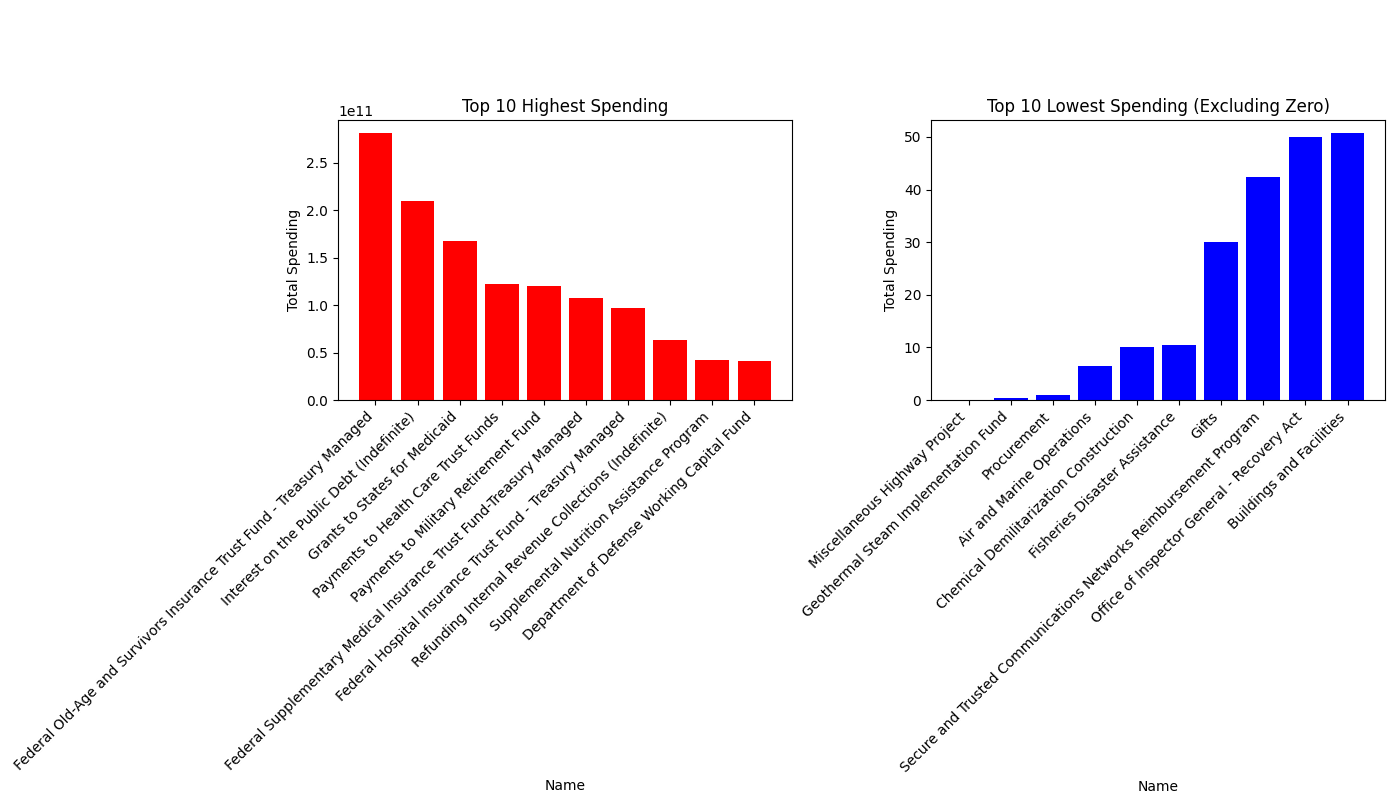 Top 10 Highest Spending
1e11
Total Spending
2.5
2.0
1.5
1.0
0.5
0.0
Federal Old-Age and Survivors Insurance Trust Fund - Treasury Managed
Interest on the Public Debt (Indefinite)
Grants to States for Medicaid
Payments to Health Care Trust Funds
Payments to Military Retirement Fund
Federal Supplementary Medical Insurance Trust Fund-Treasury Managed
Federal Hospital Insurance Trust Fund - Treasury Managed
Refunding Internal Revenue Collections (Indefinite)
Supplemental Nutrition Assistance Program
Department of Defense Working Capital Fund
Name
Top 10 Lowest Spending (Excluding Zero)
Total Spending
50
40
30
20
10
0
Miscellaneous Highway Project
Geothermal Steam Implementation Fund
Procurement
Air and Marine Operations
Chemical Demilitarization Construction
Fisheries Disaster Assistance
Gifts
Secure and Trusted Communications Networks Reimbursement Program
Office of Inspector General - Recovery Act
Buildings and Facilities
Name